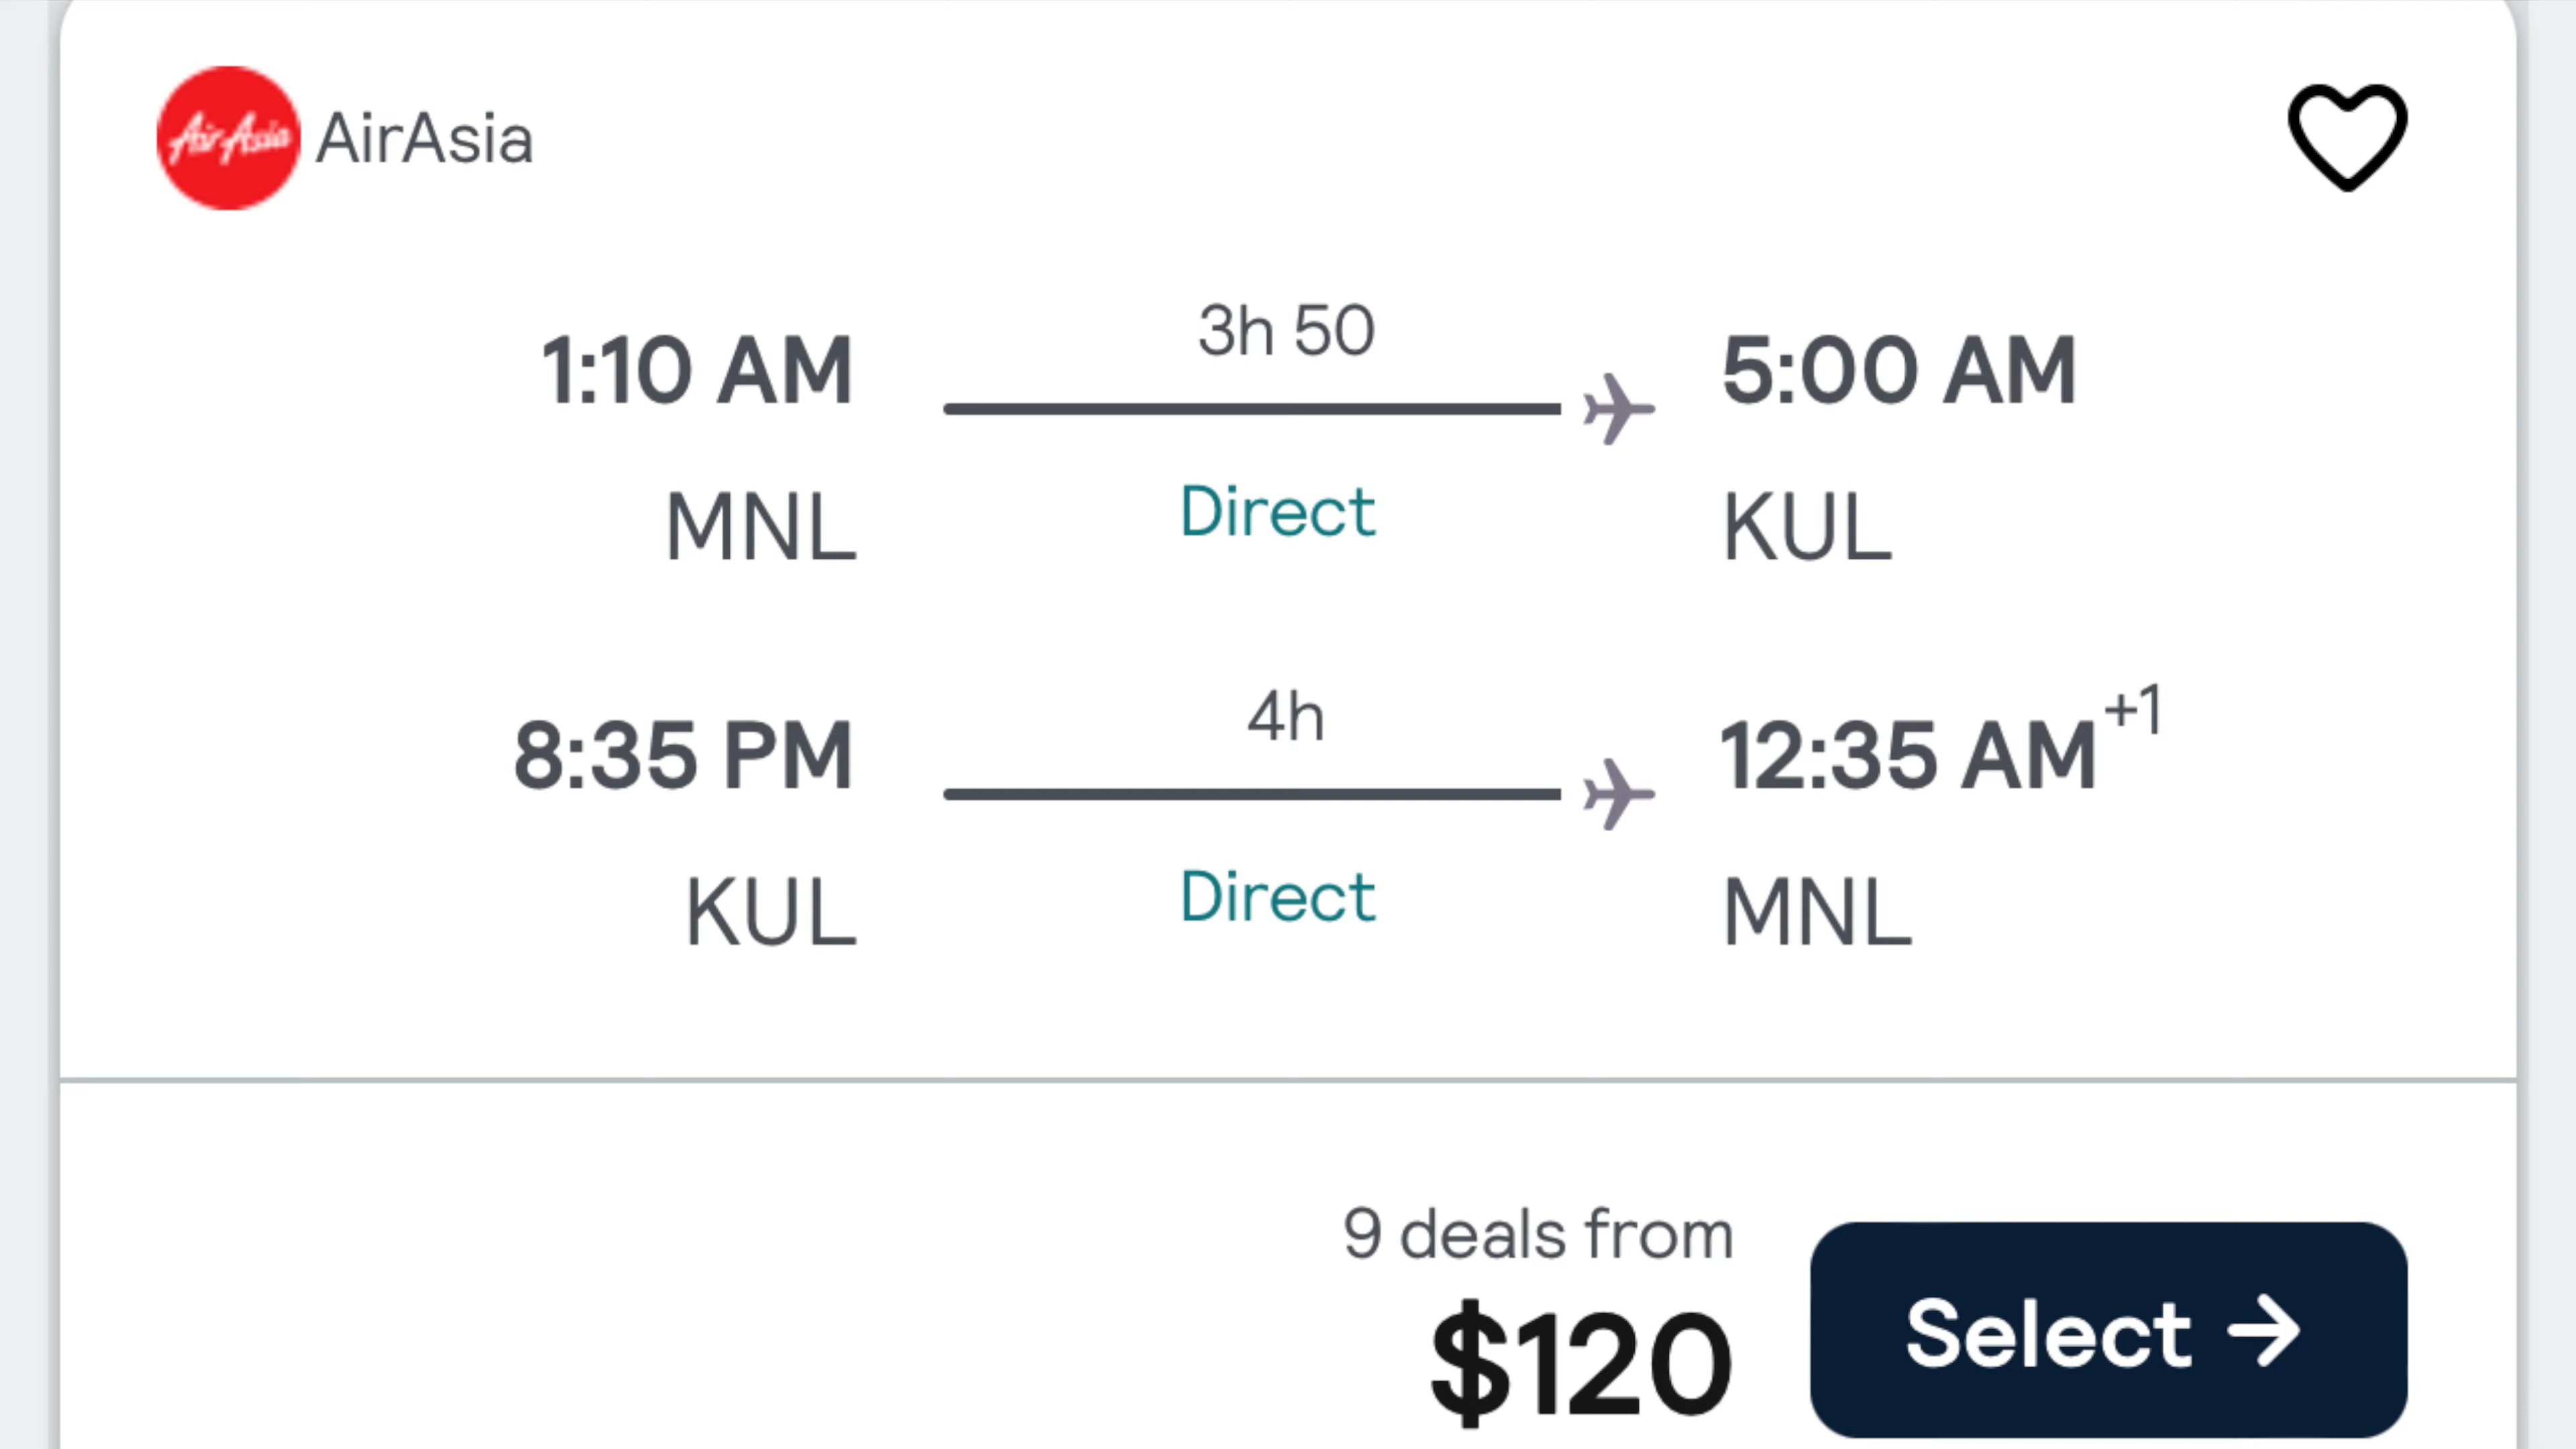 AirAsia AirAsia
3h 50
1:10 AM 5:00 AM
MNL Direct KUL
4h
8:35 PM 12:35 AM+1
KUL Direct MNL
9 deals from
$120
Select →